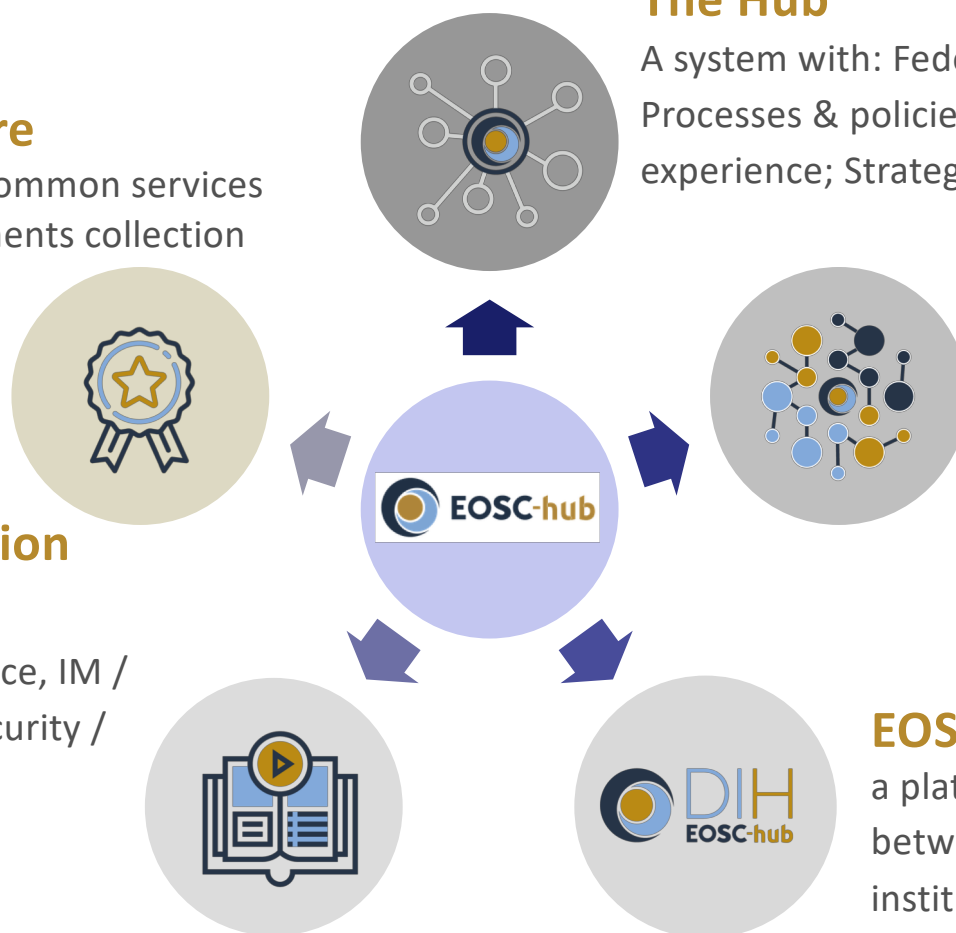 The Hub
A system with: Fede
Processes & policie
experience; Strateg
re
ommon services
nents collection
EOSC-hub
ion
ce, IM /
curity /
DIH
EOSC-hub
EOS
a plat
betw
instit